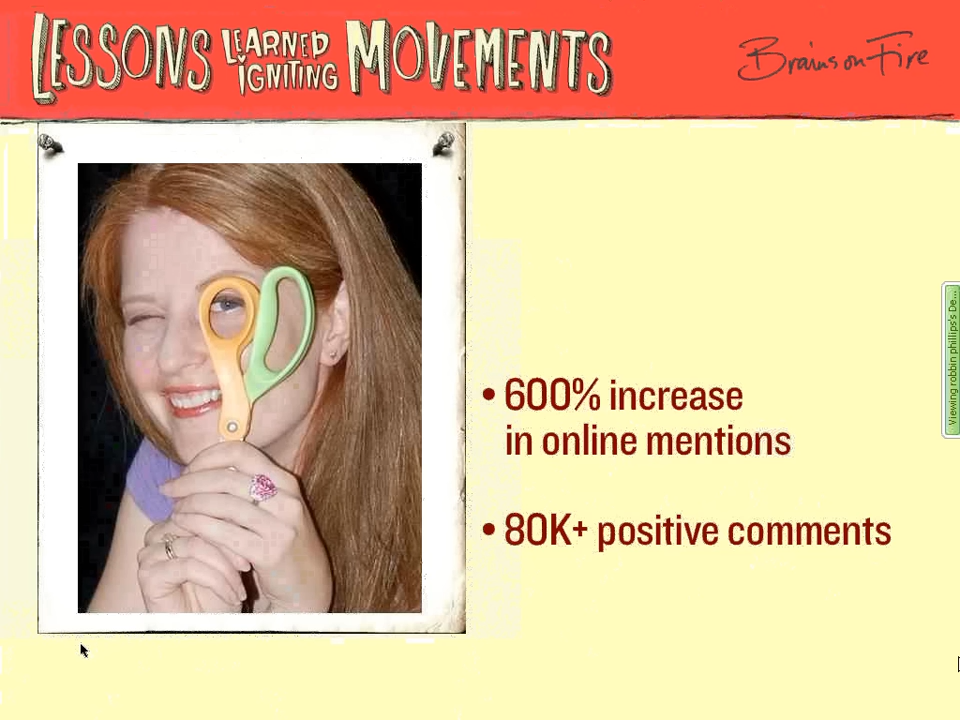 LESSONS LEARNED IGNITING MOVEMENTS
Brains on Fire
• 600% increase
in online mentions
• 80K+ positive comments
Viewing robbin phillips's De...